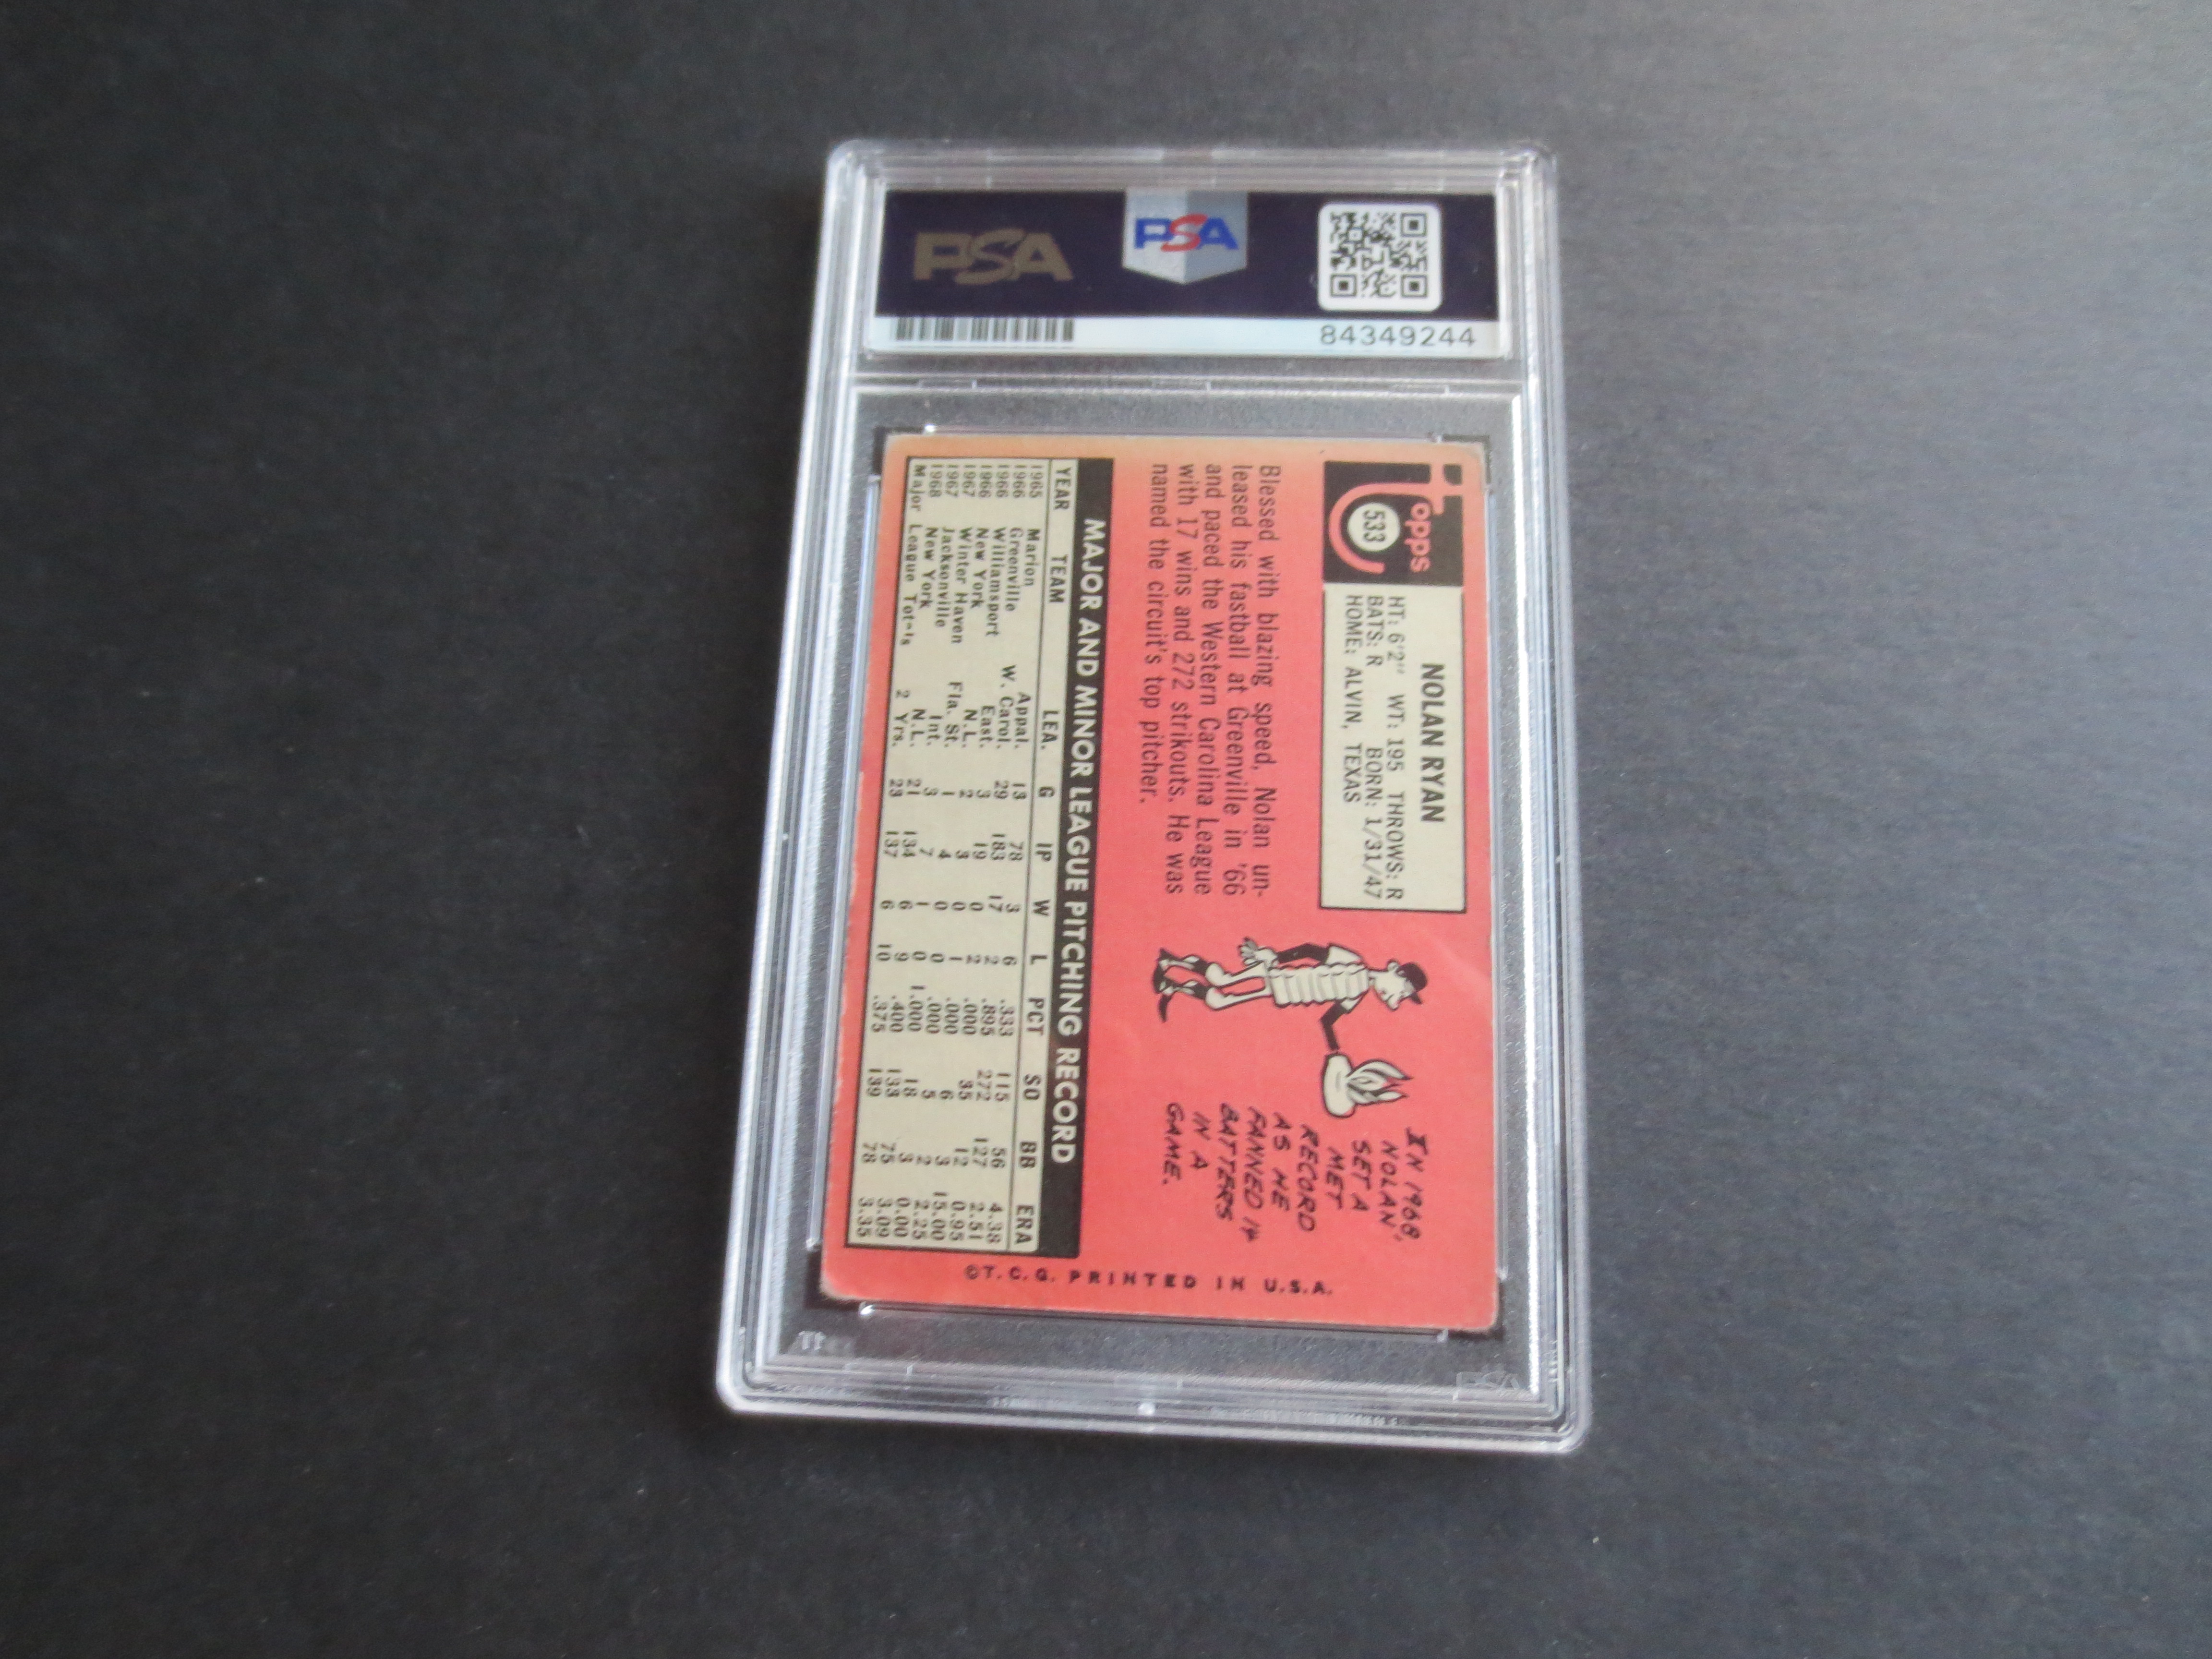 PSA
PSA
84349244
Topps
533
NOLAN RYAN
HT: 6'2" WT: 195 THROWS: R
BATS: R BORN: 1/31/47
HOME: ALVIN, TEXAS
Blessed with blazing speed, Nolan un-
leased his fastball at Greenville in '66
and paced the Western Carolina League
with 17 wins and 272 strikouts. He was
named the circuit's top pitcher.
IN 1968,
NOLAN
SET A
MET
RECORD
AS HE
FANNED 14
BATTERS
IN A
GAME.
MAJOR AND MINOR LEAGUE PITCHING RECORD
YEAR TEAM LEA. G IP W L PCT SO BB ERA
1965 Marion Appal. 13 78 3 6 .333 115 56 4.38
1966 Greenville W. Carol. 29 183 17 2 .895 272 127 2.51
1966 Williamsport East. 3 19 0 2 .000 35 12 0.95
1966 New York N.L. 2 3 0 1 .000 6 3 15.00
1967 Winter Haven Fla. St. 1 4 0 0 .000 5 2 2.25
1967 Jacksonville Int. 3 7 1 0 1.000 18 3 0.00
1968 New York N.L. 21 134 6 9 .400 133 75 3.09
Major League Totals 2 Yrs. 23 137 6 10 .375 139 78 3.35
©T.C.G. PRINTED IN U.S.A.
PSA